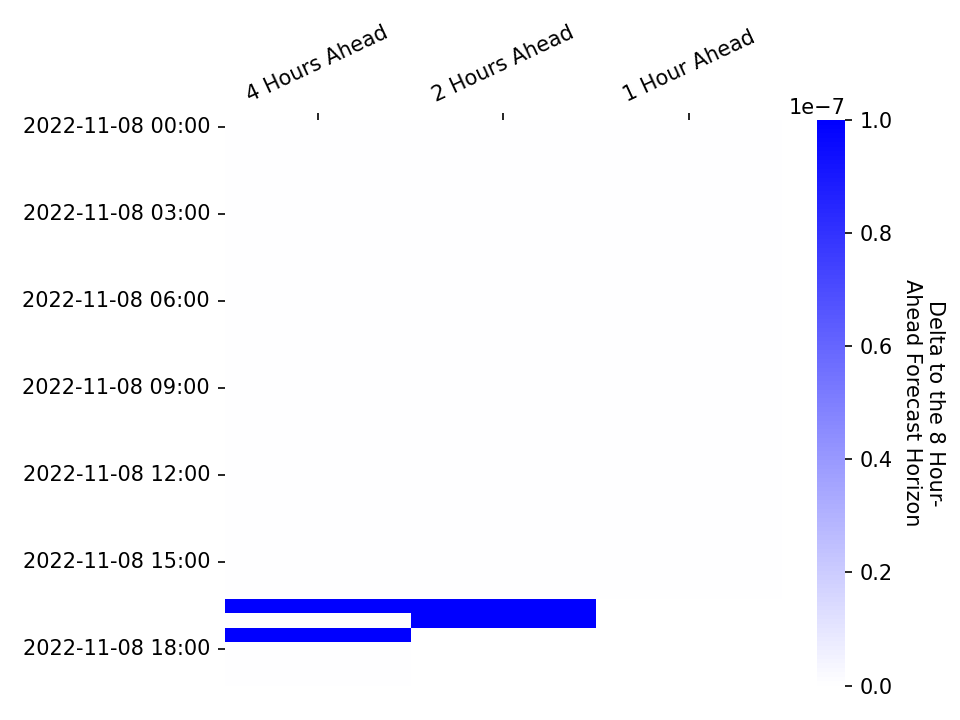 4 Hours Ahead
2 Hours Ahead
1 Hour Ahead
1e−7
2022-11-08 00:00
2022-11-08 03:00
2022-11-08 06:00
2022-11-08 09:00
2022-11-08 12:00
2022-11-08 15:00
2022-11-08 18:00
1.0
0.8
0.6
0.4
0.2
0.0
Delta to the 8 Hour-
Ahead Forecast Horizon